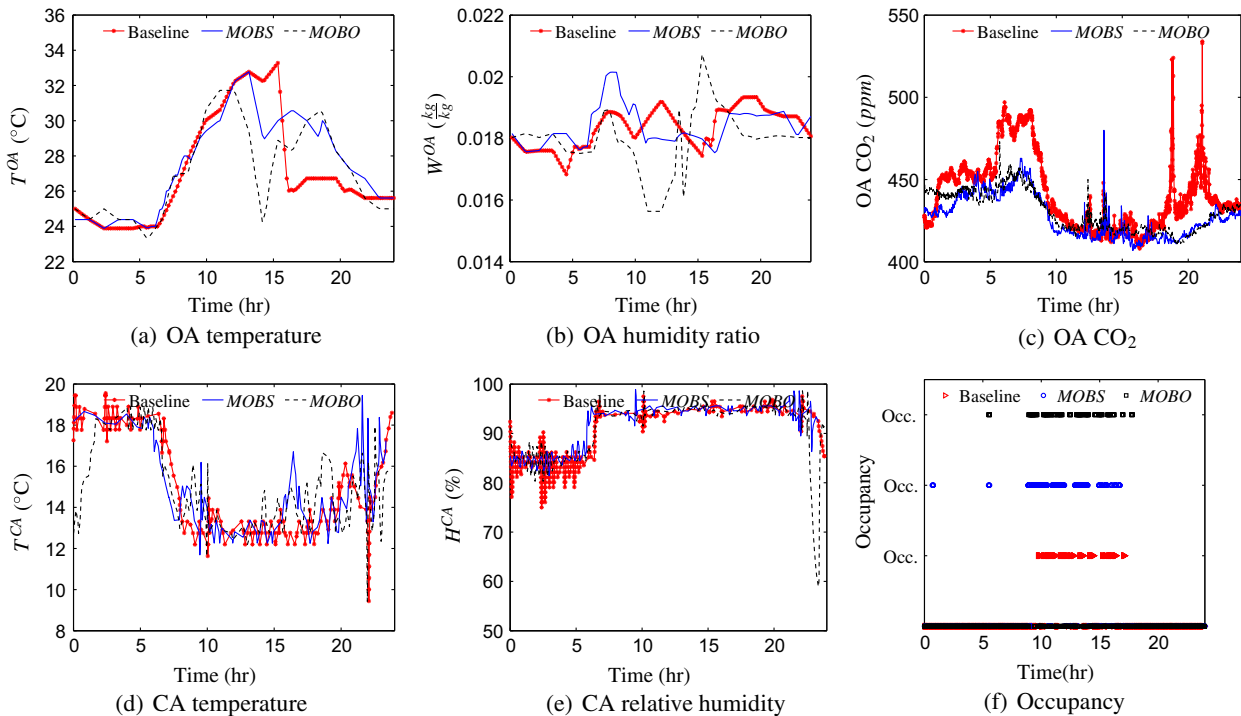 36
34
32
30
28
26
24
22
T^OA (°C)
Baseline MOBS MOBO
0 5 10 15 20
Time (hr)
(a) OA temperature
0.022
0.02
0.018
0.016
0.014
W^OA (kg/kg)
Baseline MOBS MOBO
0 5 10 15 20
Time (hr)
(b) OA humidity ratio
550
500
450
400
OA CO₂ (ppm)
Baseline MOBS MOBO
0 5 10 15 20
Time (hr)
(c) OA CO₂
20
18
16
14
12
10
8
T^CA (°C)
Baseline MOBS MOBO
0 5 10 15 20
Time (hr)
(d) CA temperature
100
90
80
70
60
50
H^CA (%)
Baseline MOBS MOBO
0 5 10 15 20
Time (hr)
(e) CA relative humidity
Occupancy
Baseline MOBS MOBO
Occ.
Occ.
Occ.
0 5 10 15 20
Time(hr)
(f) Occupancy